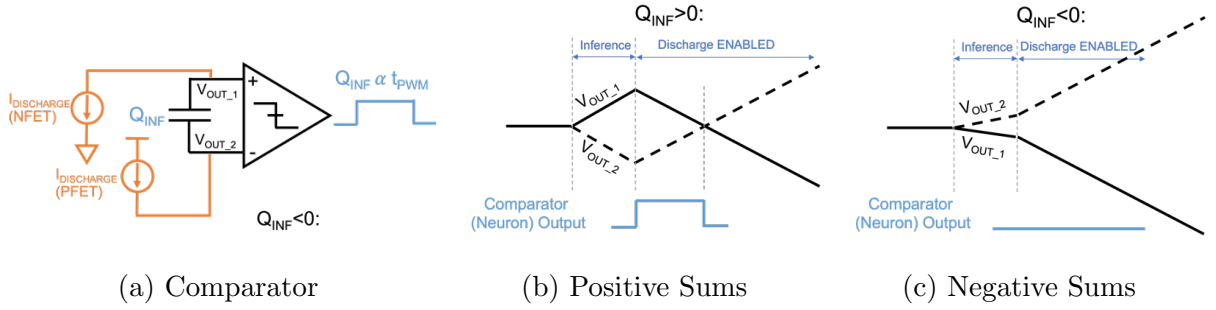 I_DISCHARGE
(NFET)
Q_INF
V_OUT_1
V_OUT_2
+
-
Q_INF α t_PWM
I_DISCHARGE
(PFET)
Q_INF<0:
(a) Comparator
Q_INF>0:
Inference
Discharge ENABLED
V_OUT_1
V_OUT_2
Comparator
(Neuron) Output
(b) Positive Sums
Q_INF<0:
Inference
Discharge ENABLED
V_OUT_2
V_OUT_1
Comparator
(Neuron) Output
(c) Negative Sums